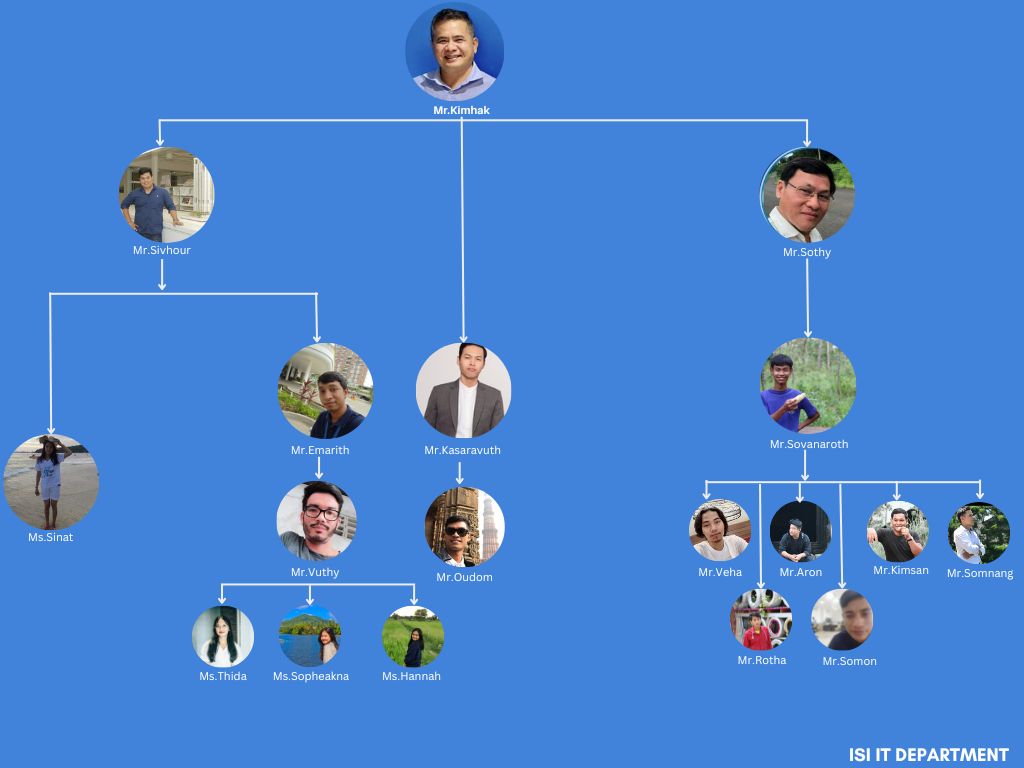 Mr.Kimhak
Mr.Sivhour
Mr.Sothy
Mr.Emarith
Mr.Kasaravuth
Mr.Sovanaroth
Ms.Sinat
Mr.Vuthy
Mr.Oudom
Mr.Veha
Mr.Aron
Mr.Kimsan
Mr.Somnang
Ms.Thida
Ms.Sopheakna
Ms.Hannah
Mr.Rotha
Mr.Somon
ISI IT DEPARTMENT